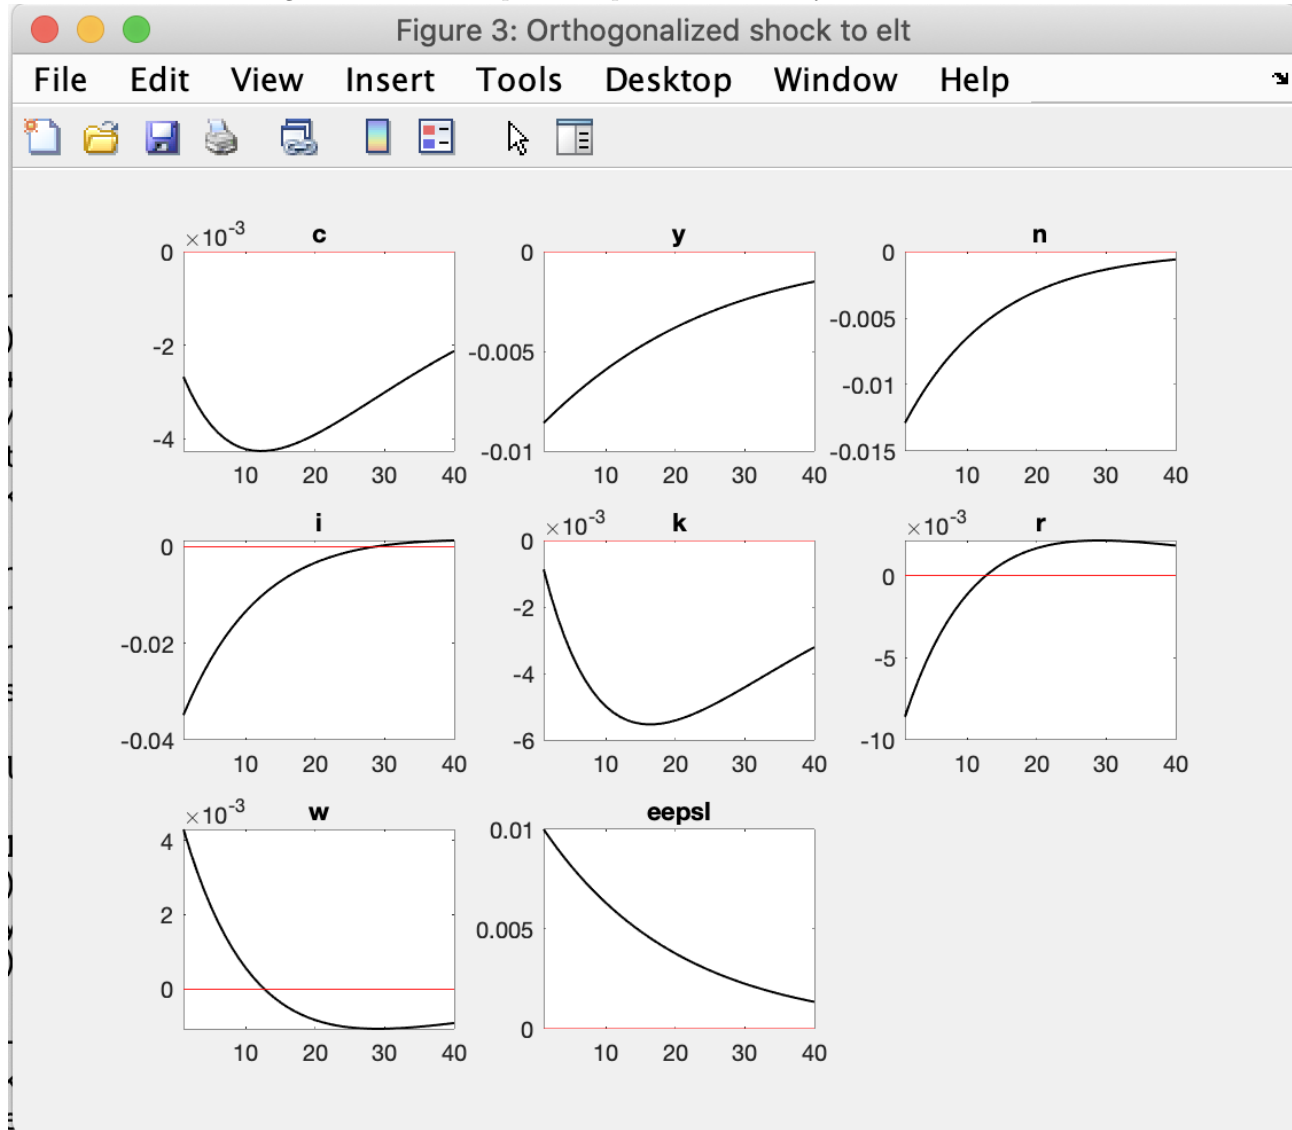 Figure 3: Orthogonalized shock to elt
File Edit View Insert Tools Desktop Window Help
×10-3 c y n
0 0 0
-2 -0.005 -0.005
-4 -0.01 -0.01
-0.015
10 20 30 40 10 20 30 40 10 20 30 40
i ×10-3 k ×10-3 r
0 0 0
-0.02 -2 -5
-4
-0.04 -6 -10
10 20 30 40 10 20 30 40 10 20 30 40
×10-3 w eepsl
4 0.01
2 0.005
0 0
10 20 30 40 10 20 30 40